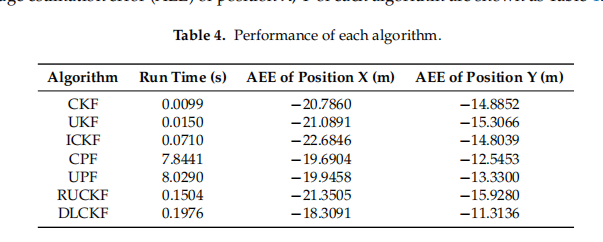 Table 4. Performance of each algorithm.
Algorithm Run Time (s) AEE of Position X (m) AEE of Position Y (m)
CKF 0.0099 −20.7860 −14.8852
UKF 0.0150 −21.0891 −15.3066
ICKF 0.0710 −22.6846 −14.8039
CPF 7.8441 −19.6904 −12.5453
UPF 8.0290 −19.9458 −13.3300
RUCKF 0.1504 −21.3505 −15.9280
DLCKF 0.1976 −18.3091 −11.3136